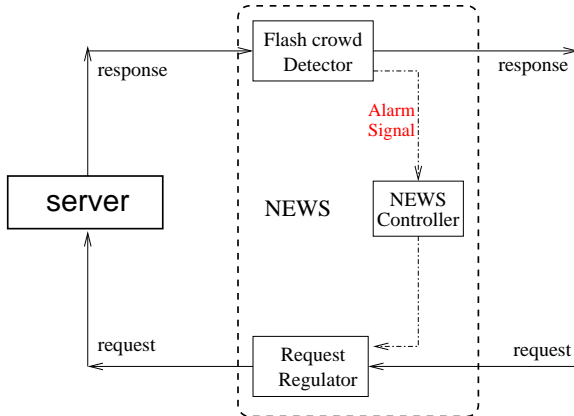 Flash crowd
Detector
response
response
Alarm
Signal
server
NEWS
NEWS
Controller
request
Request
Regulator
request